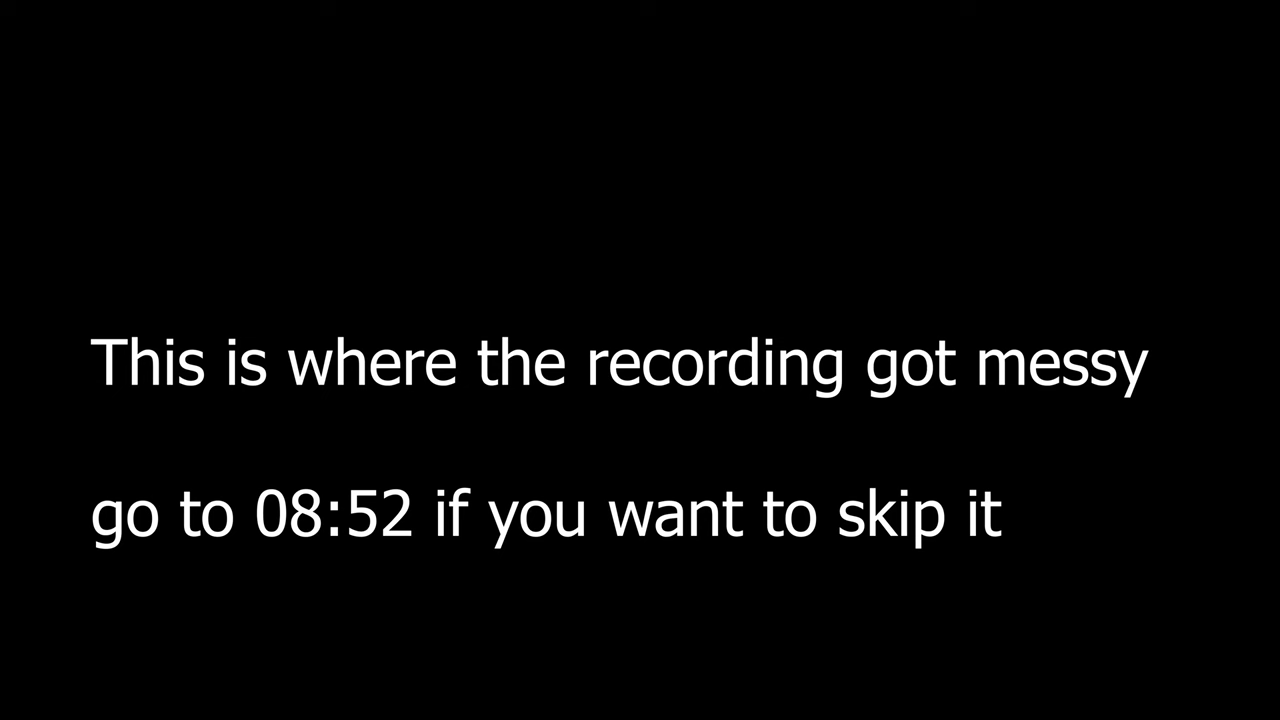 This is where the recording got messy
go to 08:52 if you want to skip it